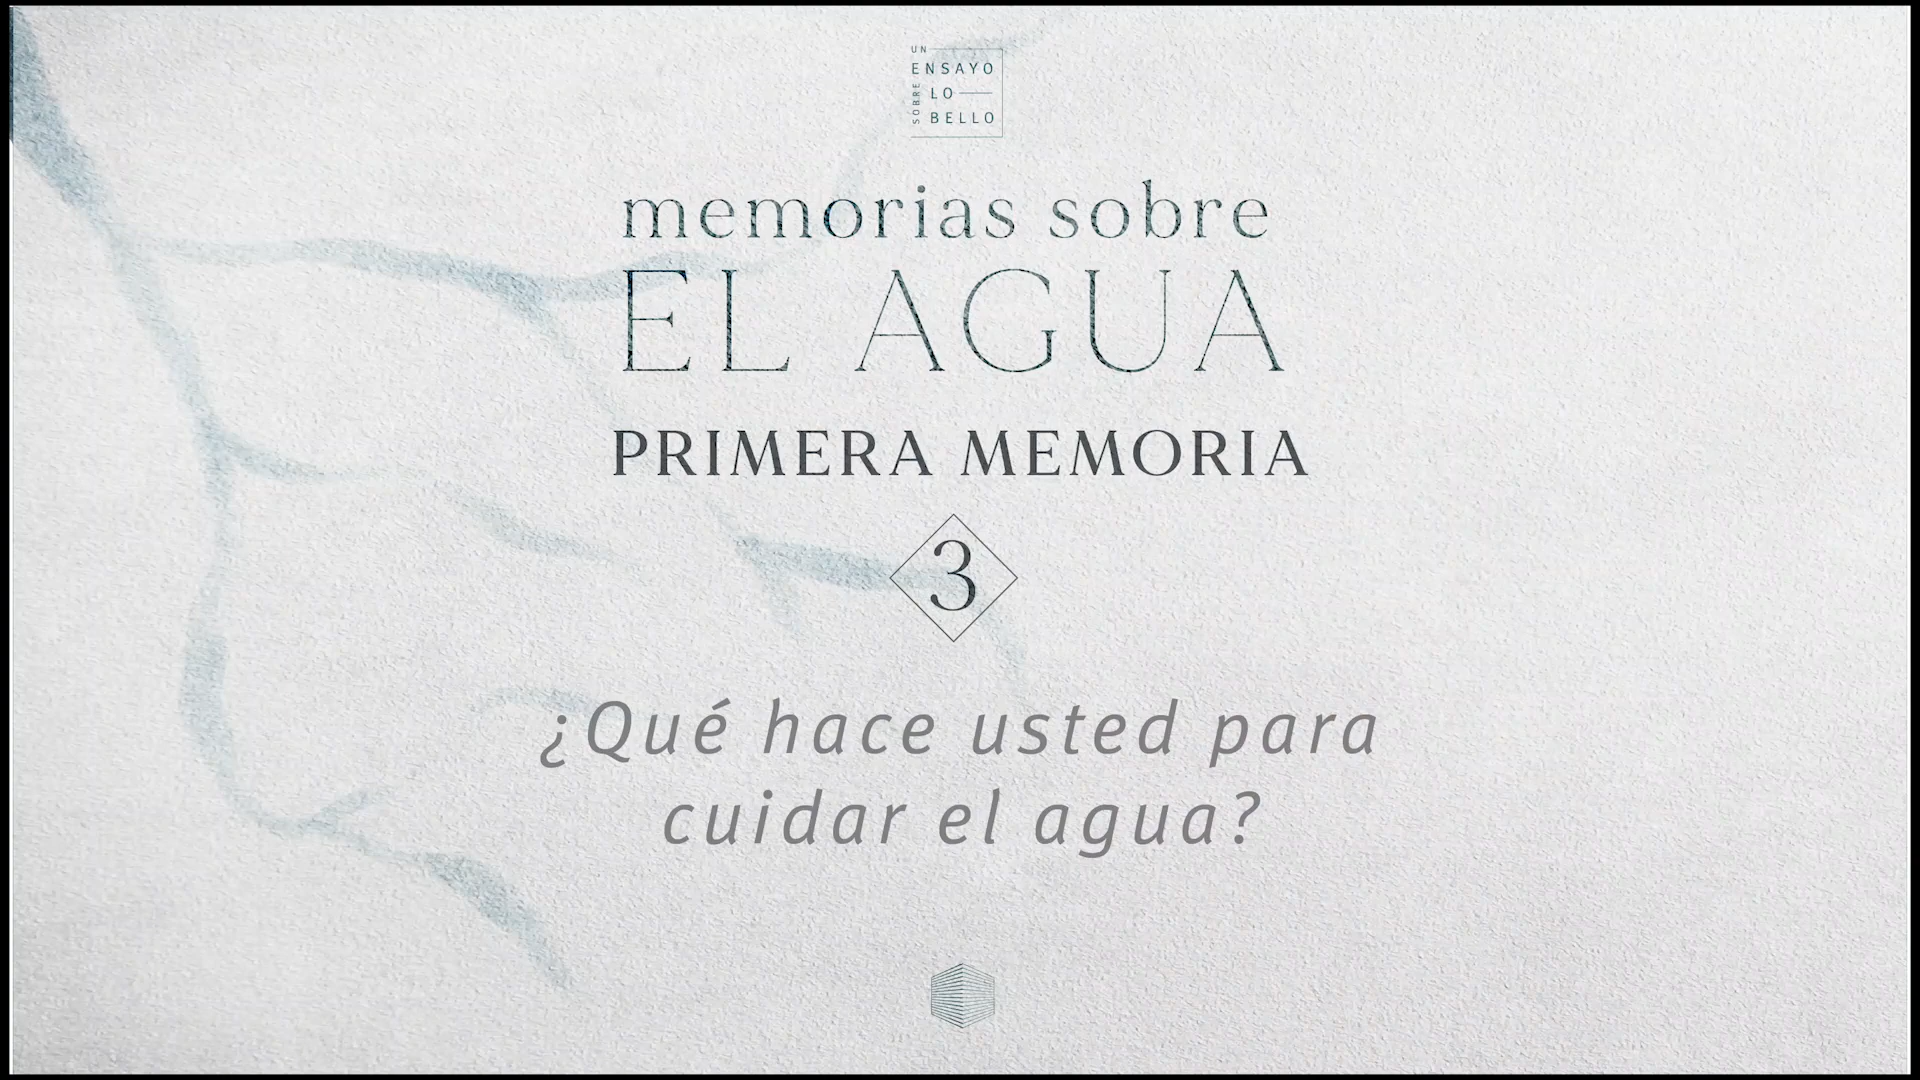 UN
ENSAYO
SOBRE
LO
BELLO
memorias sobre
EL AGUA
PRIMERA MEMORIA
3
¿Qué hace usted para
cuidar el agua?